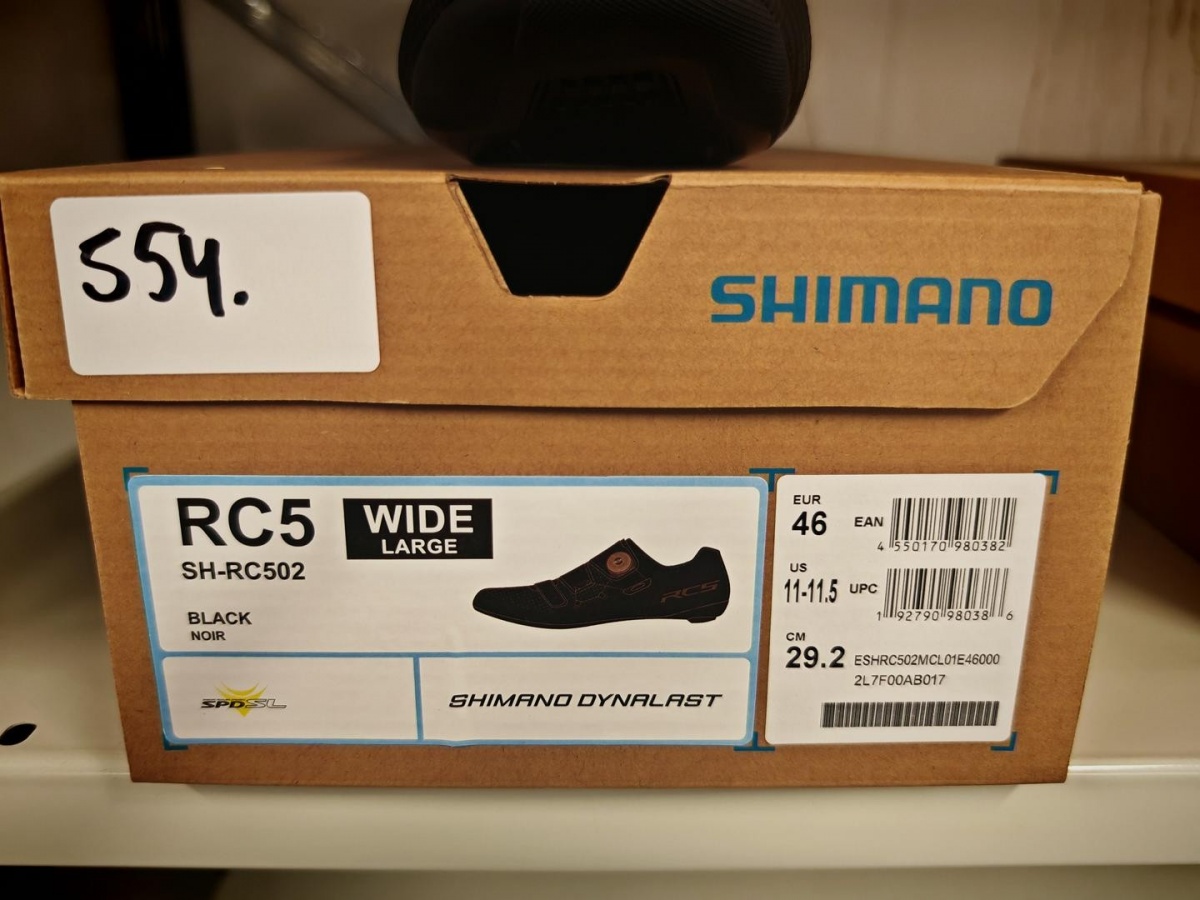 554.
SHIMANO
RC5
WIDE
LARGE
SH-RC502
BLACK
NOIR
RC5
SPD-SL
SHIMANO DYNALAST
EUR
46
EAN
4 550170 980382
US
11-11.5
UPC
1 92790 98038 6
CM
29.2
ESHRC502MCL01E46000
2L7F00AB017